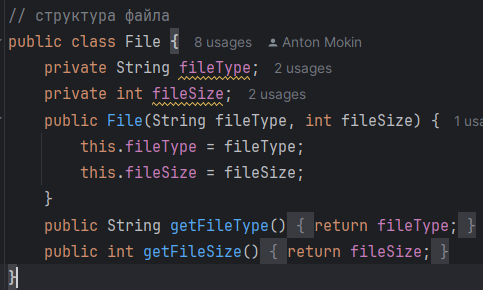 // структура файла
public class File { 8 usages Anton Mokin
private String fileType; 2 usages
private int fileSize; 2 usages
public File(String fileType, int fileSize) { 1 usa
this.fileType = fileType;
this.fileSize = fileSize;
}
public String getFileType() { return fileType; }
public int getFileSize() { return fileSize; }
}